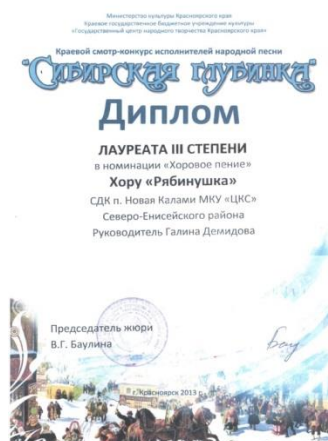 Министерство культуры Красноярского края
Краевое государственное бюджетное учреждение культуры
«Государственный центр народного творчества Красноярского края»
Краевой смотр-конкурс исполнителей народной песни
"Сибирская глубинка"
Диплом
ЛАУРЕАТА III СТЕПЕНИ
в номинации «Хоровое пение»
Хору «Рябинушка»
СДК п. Новая Калами МКУ «ЦКС»
Северо-Енисейского района
Руководитель Галина Демидова
Председатель жюри
В.Г. Баулина
г. Красноярск 2013 г.